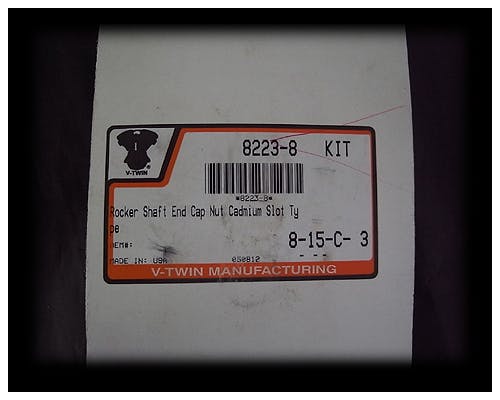 8223-8 KIT
V-TWIN
*8223-8*
Rocker Shaft End Cap Nut Cadmium Slot Ty
pe
OEM#:
8-15-C- 3
MADE IN: USA 050812
V-TWIN MANUFACTURING